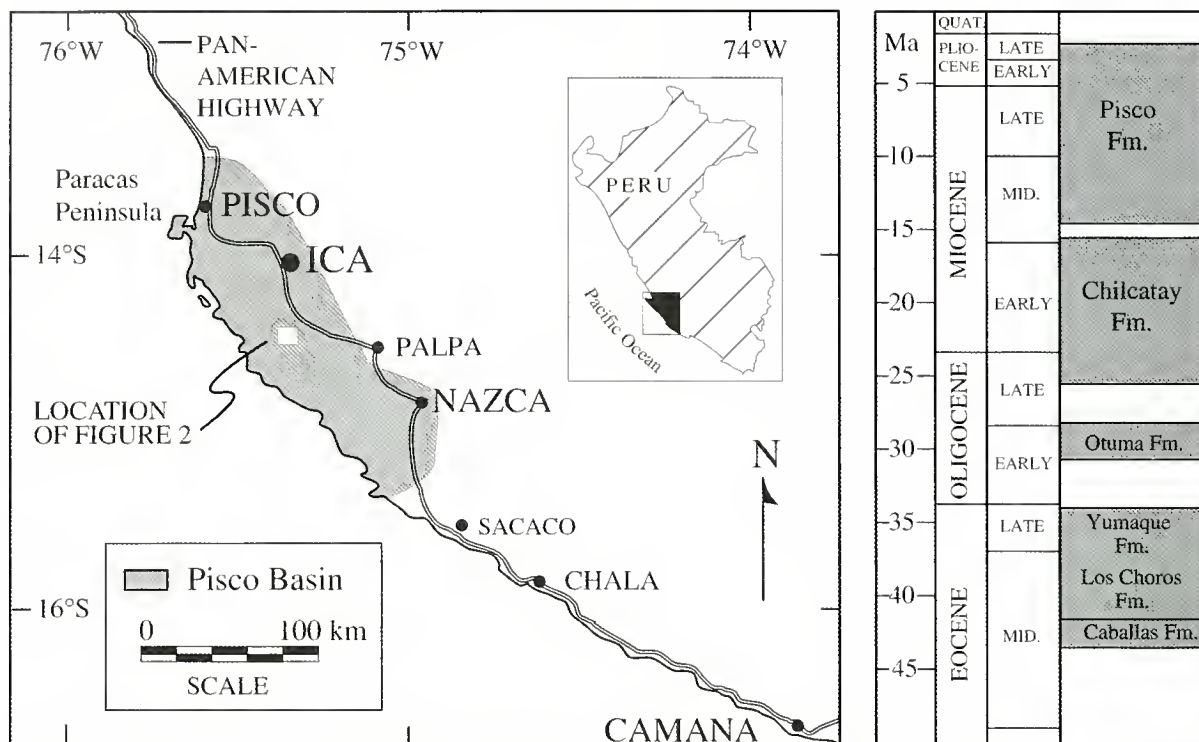 76°W
75°W
74°W
PAN-
AMERICAN
HIGHWAY
Paracas
Peninsula
PISCO
14°S
ICA
PALPA
NAZCA
LOCATION
OF FIGURE 2
SACACO
CHALA
16°S
CAMANA
N
PERU
Pacific Ocean
Pisco Basin
0 100 km
SCALE
Ma
5
10
15
20
25
30
35
40
45
QUAT.
PLIO-
CENE
LATE
EARLY
MIOCENE
LATE
MID.
EARLY
OLIGOCENE
LATE
EARLY
EOCENE
LATE
MID.
Pisco
Fm.
Chilcatay
Fm.
Otuma Fm.
Yumaque
Fm.
Los Choros
Fm.
Caballas Fm.